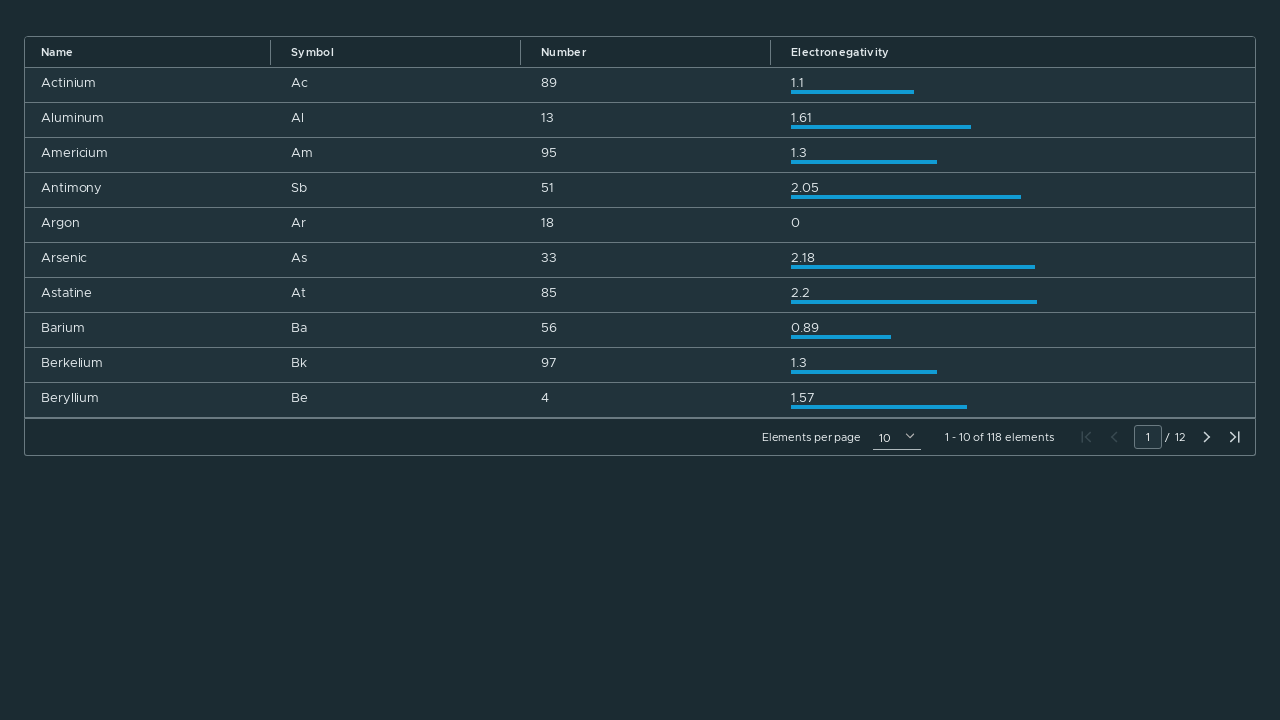 Name Symbol Number Electronegativity
Actinium Ac 89 1.1
Aluminum Al 13 1.61
Americium Am 95 1.3
Antimony Sb 51 2.05
Argon Ar 18 0
Arsenic As 33 2.18
Astatine At 85 2.2
Barium Ba 56 0.89
Berkelium Bk 97 1.3
Beryllium Be 4 1.57
Elements per page 10 1 - 10 of 118 elements 1 / 12